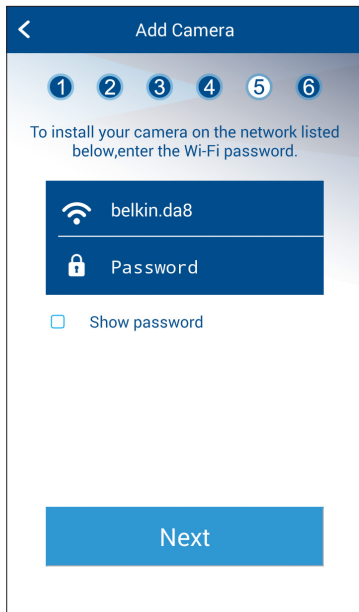 Add Camera
1 2 3 4 5 6
To install your camera on the network listed
below,enter the Wi-Fi password.
belkin.da8
Password
Show password
Next